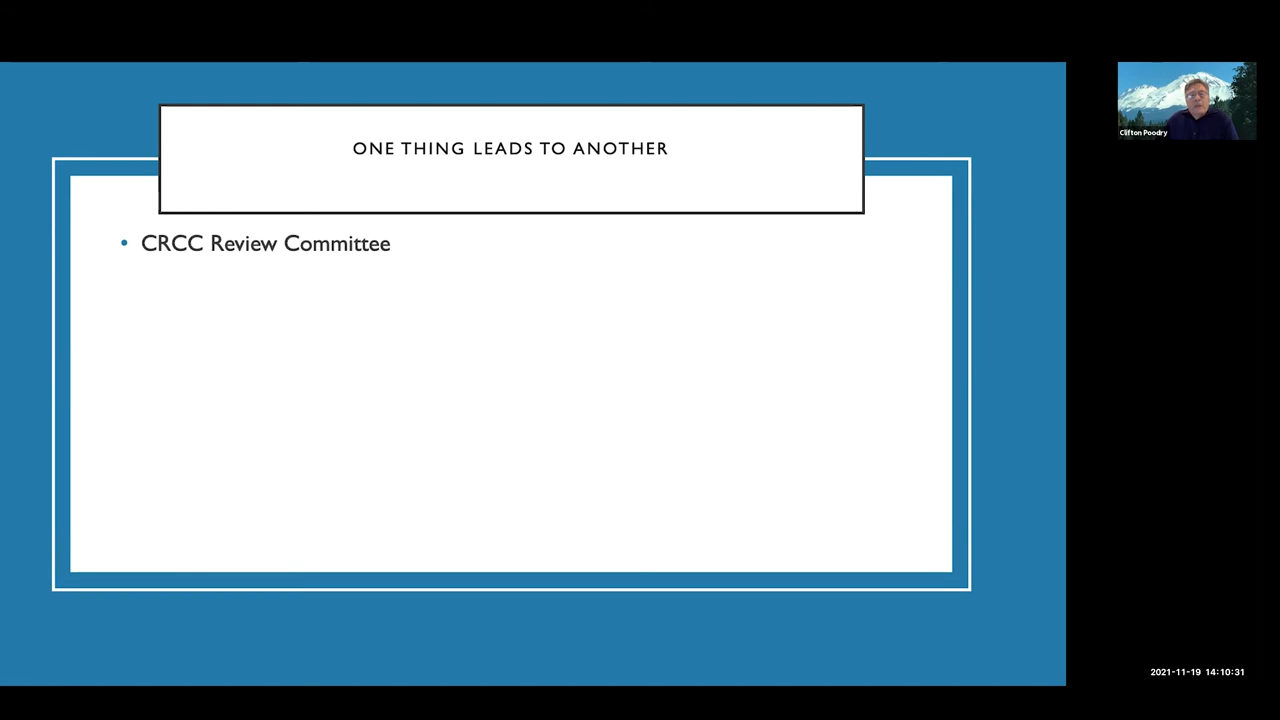 ONE THING LEADS TO ANOTHER
• CRCC Review Committee
Clifton Poodry
2021-11-19 14:10:31